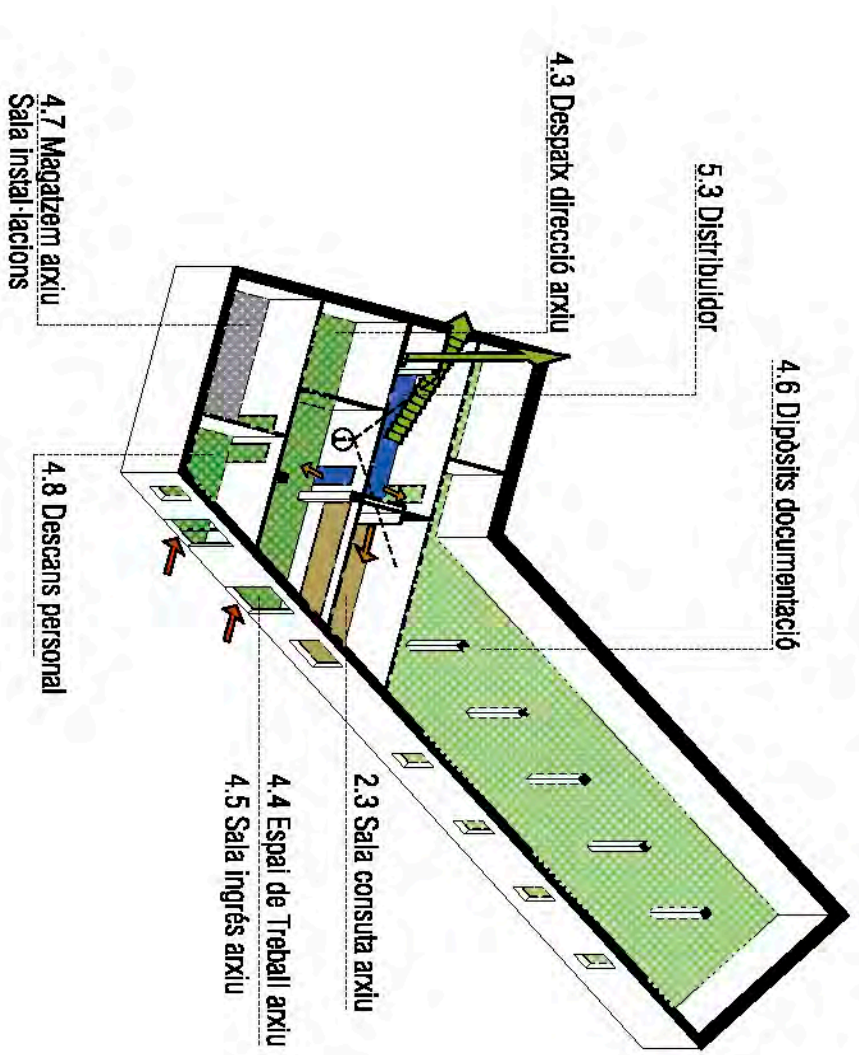 4.6 Dipòsits documentació
5.3 Distribuidor
4.3 Despatx direcció arxiu
4.7 Magatzem arxiu
Sala instal·lacions
4.8 Descans personal
2.3 Sala consuta arxiu
4.4 Espai de Treball arxiu
4.5 Sala ingrés arxiu
i